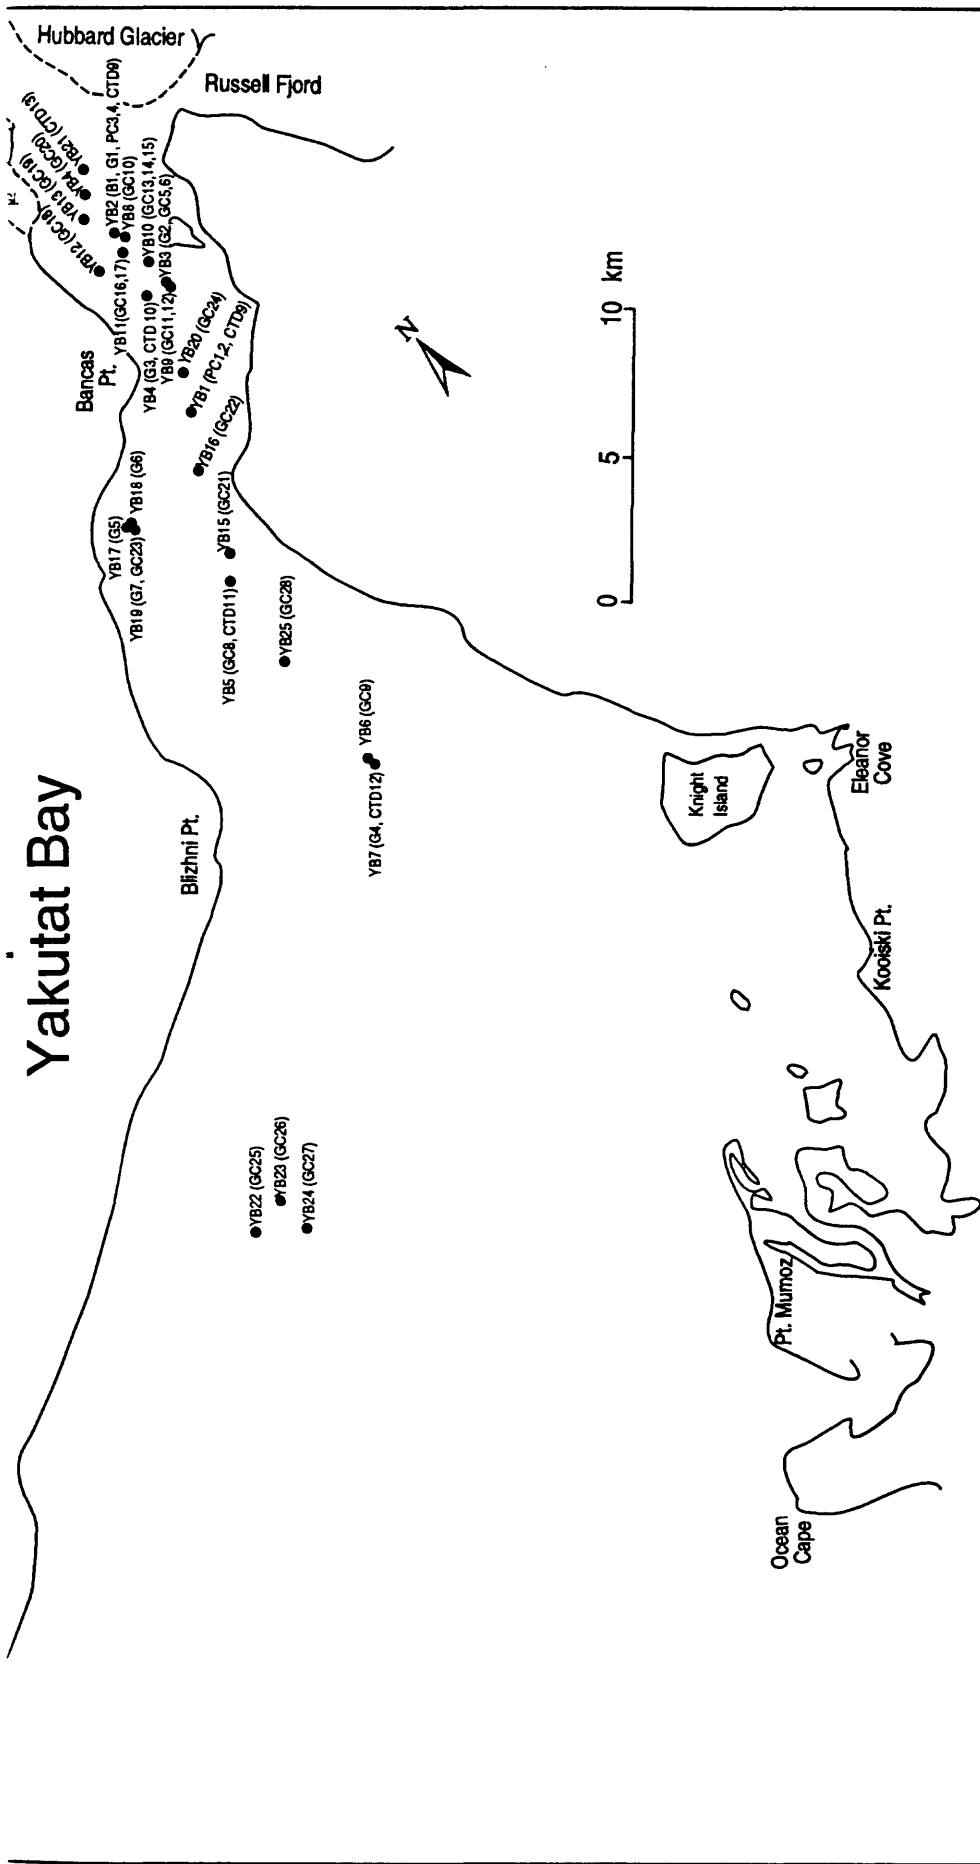 Yakutat Bay
Hubbard Glacier
Russell Fjord
YB21 (CTD13)
YB4 (GC20)
YB13 (GC19)
YB12 (GC18)
YB2 (B1, G1, PC3,4, CTD9)
YB8 (GC10)
YB10 (GC13,14,15)
YB3 (G2, GC5,6)
YB11(GC16,17)
YB4 (G3, CTD10)
YB9 (GC11,12)
YB20 (GC24)
YB1 (PC1,2, CTD9)
YB16 (GC22)
Bancas
Pt.
YB17 (G5)
YB18 (G6)
YB19 (G7, GC23)
YB15 (GC21)
YB5 (GC8, CTD11)
YB25 (GC28)
YB6 (GC9)
YB7 (G4, CTD12)
Blizhni Pt.
YB22 (GC25)
YB23 (GC26)
YB24 (GC27)
N
0
5
10 km
Knight
Island
Eleanor
Cove
Kooiski Pt.
Pt. Mumoz
Ocean
Cape